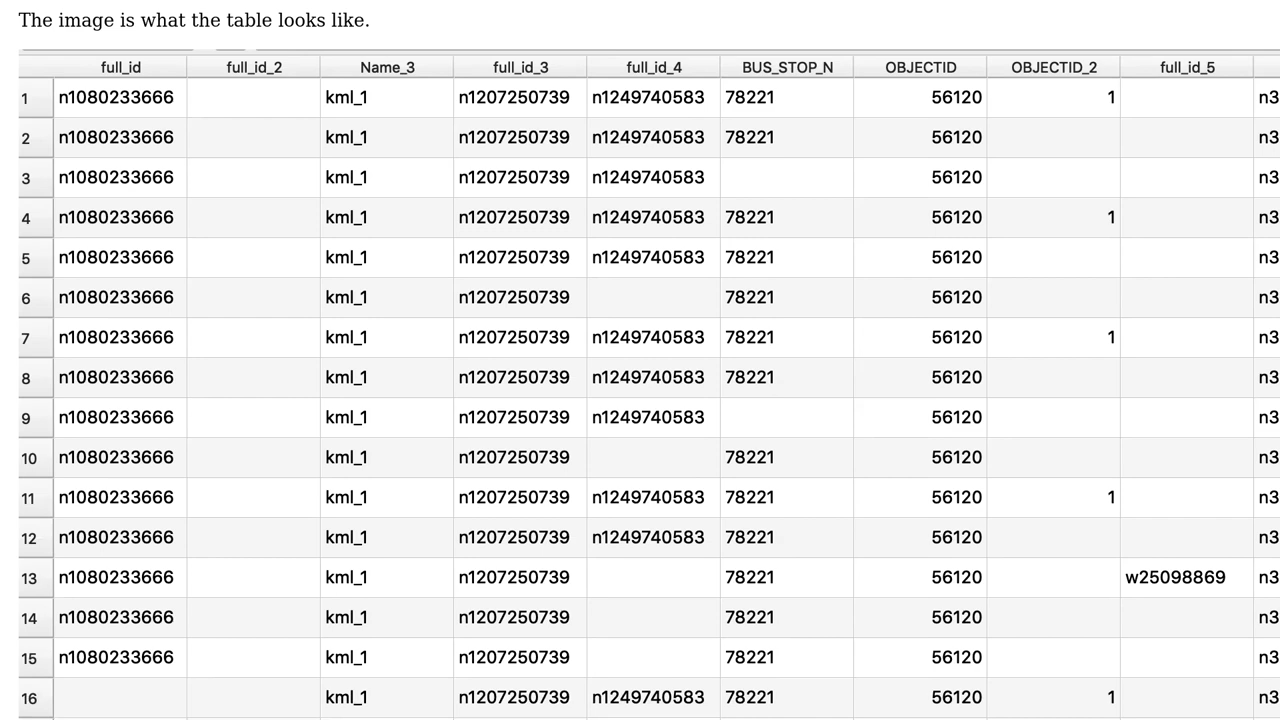 The image is what the table looks like.
full_id full_id_2 Name_3 full_id_3 full_id_4 BUS_STOP_N OBJECTID OBJECTID_2 full_id_5
1 n1080233666 kml_1 n1207250739 n1249740583 78221 56120 1 n3
2 n1080233666 kml_1 n1207250739 n1249740583 78221 56120 n3
3 n1080233666 kml_1 n1207250739 n1249740583 56120 n3
4 n1080233666 kml_1 n1207250739 n1249740583 78221 56120 1 n3
5 n1080233666 kml_1 n1207250739 n1249740583 78221 56120 n3
6 n1080233666 kml_1 n1207250739 78221 56120 n3
7 n1080233666 kml_1 n1207250739 n1249740583 78221 56120 1 n3
8 n1080233666 kml_1 n1207250739 n1249740583 78221 56120 n3
9 n1080233666 kml_1 n1207250739 n1249740583 56120 n3
10 n1080233666 kml_1 n1207250739 78221 56120 n3
11 n1080233666 kml_1 n1207250739 n1249740583 78221 56120 1 n3
12 n1080233666 kml_1 n1207250739 n1249740583 78221 56120 n3
13 n1080233666 kml_1 n1207250739 78221 56120 w25098869 n3
14 n1080233666 kml_1 n1207250739 78221 56120 n3
15 n1080233666 kml_1 n1207250739 78221 56120 n3
16 kml_1 n1207250739 n1249740583 78221 56120 1 n3